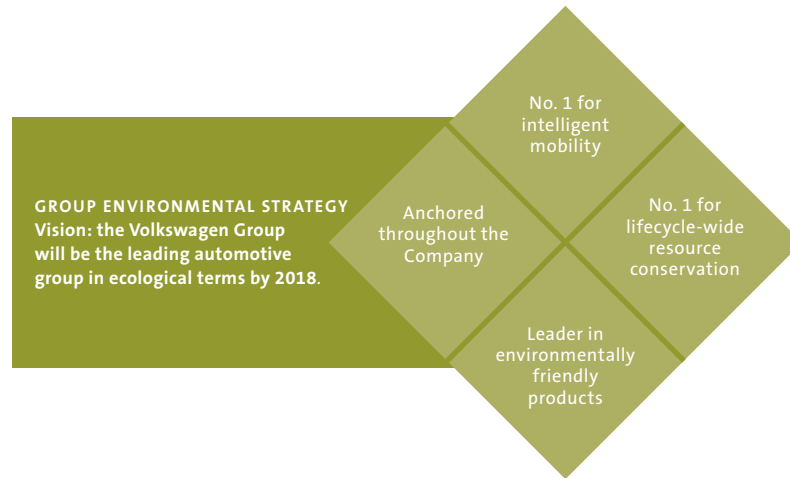 GROUP ENVIRONMENTAL STRATEGY
Vision: the Volkswagen Group
will be the leading automotive
group in ecological terms by 2018.
No. 1 for
intelligent
mobility
Anchored
throughout the
Company
No. 1 for
lifecycle-wide
resource
conservation
Leader in
environmentally
friendly
products